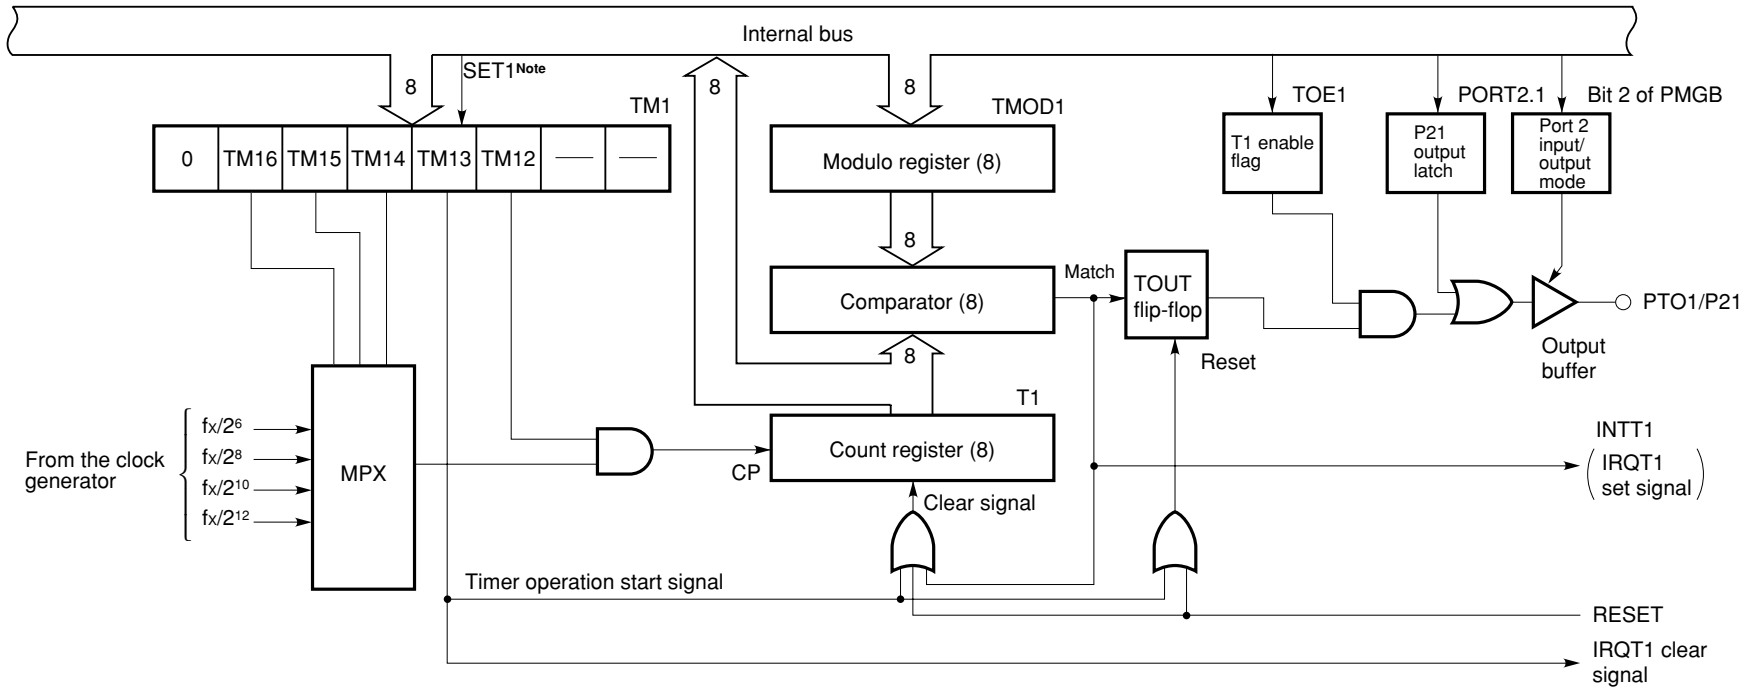 Internal bus
8
SET1Note
8
8
TM1
TMOD1
TOE1
PORT2.1
Bit 2 of PMGB
0
TM16
TM15
TM14
TM13
TM12
Modulo register (8)
T1 enable
flag
P21
output
latch
Port 2
input/
output
mode
8
Match
Comparator (8)
TOUT
flip-flop
PTO1/P21
8
Reset
Output
buffer
T1
From the clock
generator
fx/2⁶
fx/2⁸
fx/2¹⁰
fx/2¹²
MPX
CP
Count register (8)
INTT1
IRQT1
set signal
Clear signal
Timer operation start signal
RESET
IRQT1 clear
signal